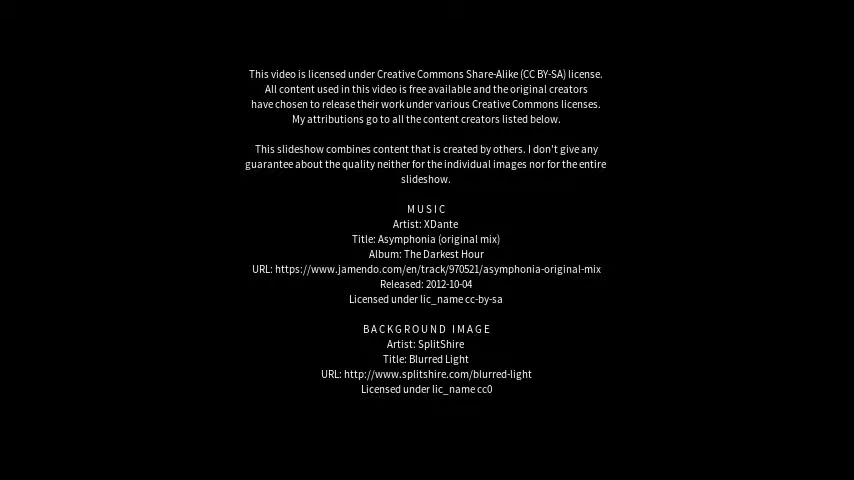 This video is licensed under Creative Commons Share-Alike (CC BY-SA) license.
All content used in this video is free available and the original creators
have chosen to release their work under various Creative Commons licenses.
My attributions go to all the content creators listed below.
This slideshow combines content that is created by others. I don't give any
guarantee about the quality neither for the individual images nor for the entire
slideshow.
MUSIC
Artist: XDante
Title: Asymphonia (original mix)
Album: The Darkest Hour
URL: https://www.jamendo.com/en/track/970521/asymphonia-original-mix
Released: 2012-10-04
Licensed under lic_name cc-by-sa
BACKGROUND IMAGE
Artist: SplitShire
Title: Blurred Light
URL: http://www.splitshire.com/blurred-light
Licensed under lic_name cc0